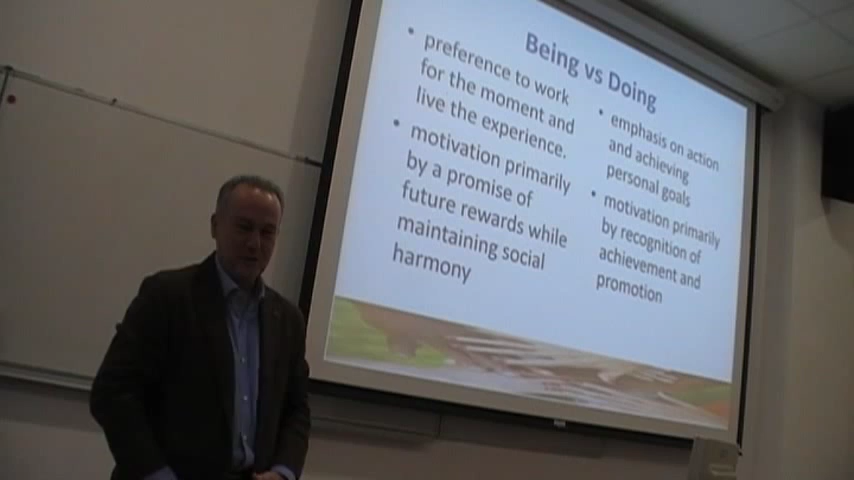 Being vs Doing
• preference to work
for the moment and
live the experience.
• motivation primarily
by a promise of
future rewards while
maintaining social
harmony
• emphasis on action
and achieving
personal goals
• motivation primarily
by recognition of
achievement and
promotion